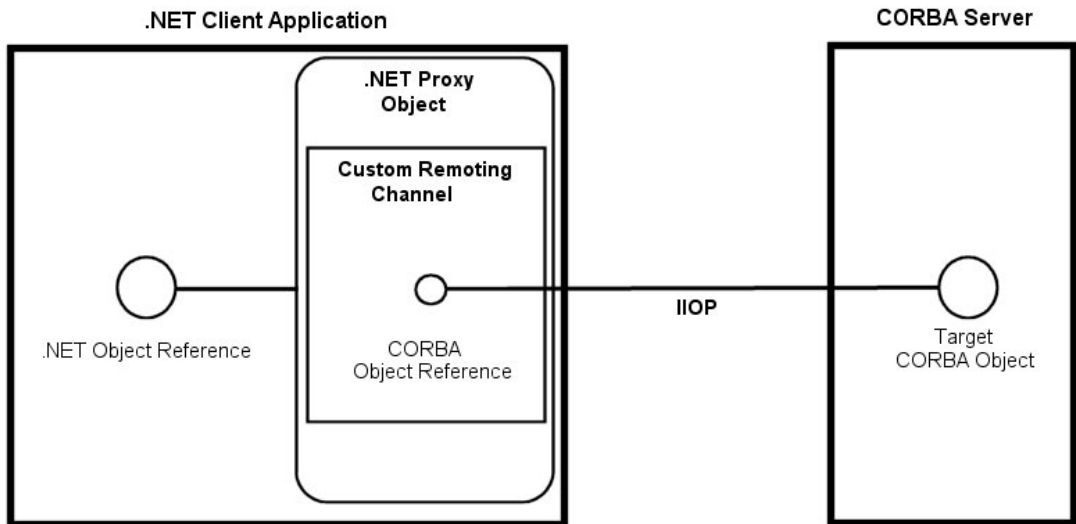 .NET Client Application
CORBA Server
.NET Proxy
Object
Custom Remoting
Channel
.NET Object Reference
CORBA
Object Reference
IIOP
Target
CORBA Object